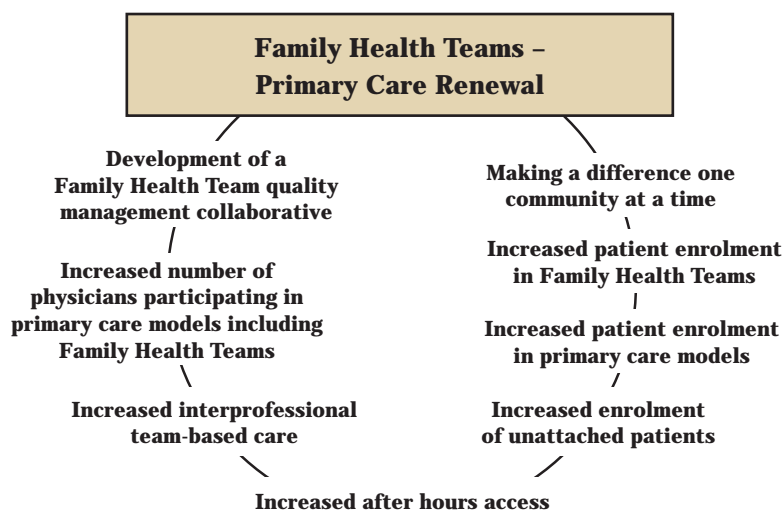 Family Health Teams –
Primary Care Renewal
Development of a
Family Health Team quality
management collaborative
Increased number of
physicians participating in
primary care models including
Family Health Teams
Increased interprofessional
team-based care
Making a difference one
community at a time
Increased patient enrolment
in Family Health Teams
Increased patient enrolment
in primary care models
Increased enrolment
of unattached patients
Increased after hours access